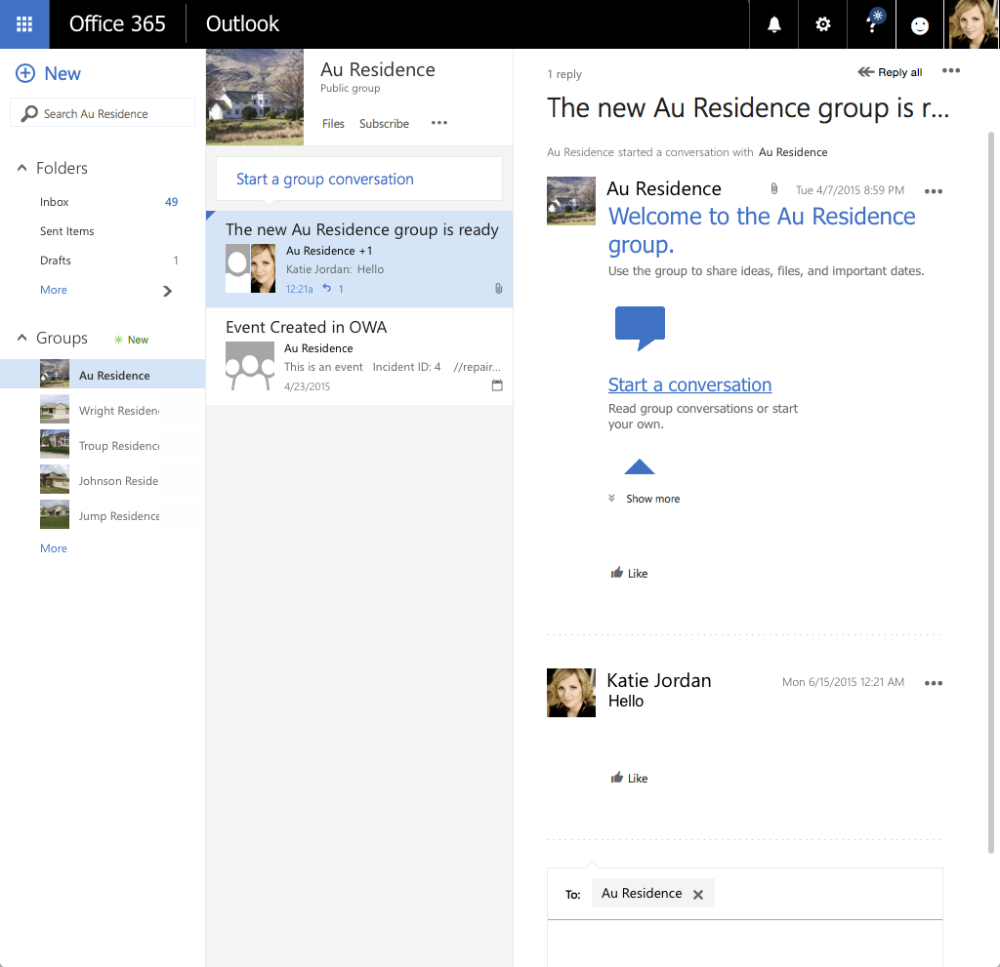 Office 365
Outlook
?
New
Search Au Residence
Folders
Inbox 49
Sent Items
Drafts 1
More
Groups New
Au Residence
Wright Residen
Troup Residenc
Johnson Reside
Jump Residence
More
Au Residence
Public group
Files Subscribe
Start a group conversation
The new Au Residence group is ready
Au Residence +1
Katie Jordan: Hello
12:21a 1
Event Created in OWA
Au Residence
This is an event Incident ID: 4 //repair...
4/23/2015
1 reply
Reply all
The new Au Residence group is r...
Au Residence started a conversation with Au Residence
Au Residence Tue 4/7/2015 8:59 PM
Welcome to the Au Residence
group.
Use the group to share ideas, files, and important dates.
Start a conversation
Read group conversations or start
your own.
Show more
Like
Katie Jordan Mon 6/15/2015 12:21 AM
Hello
Like
To: Au Residence